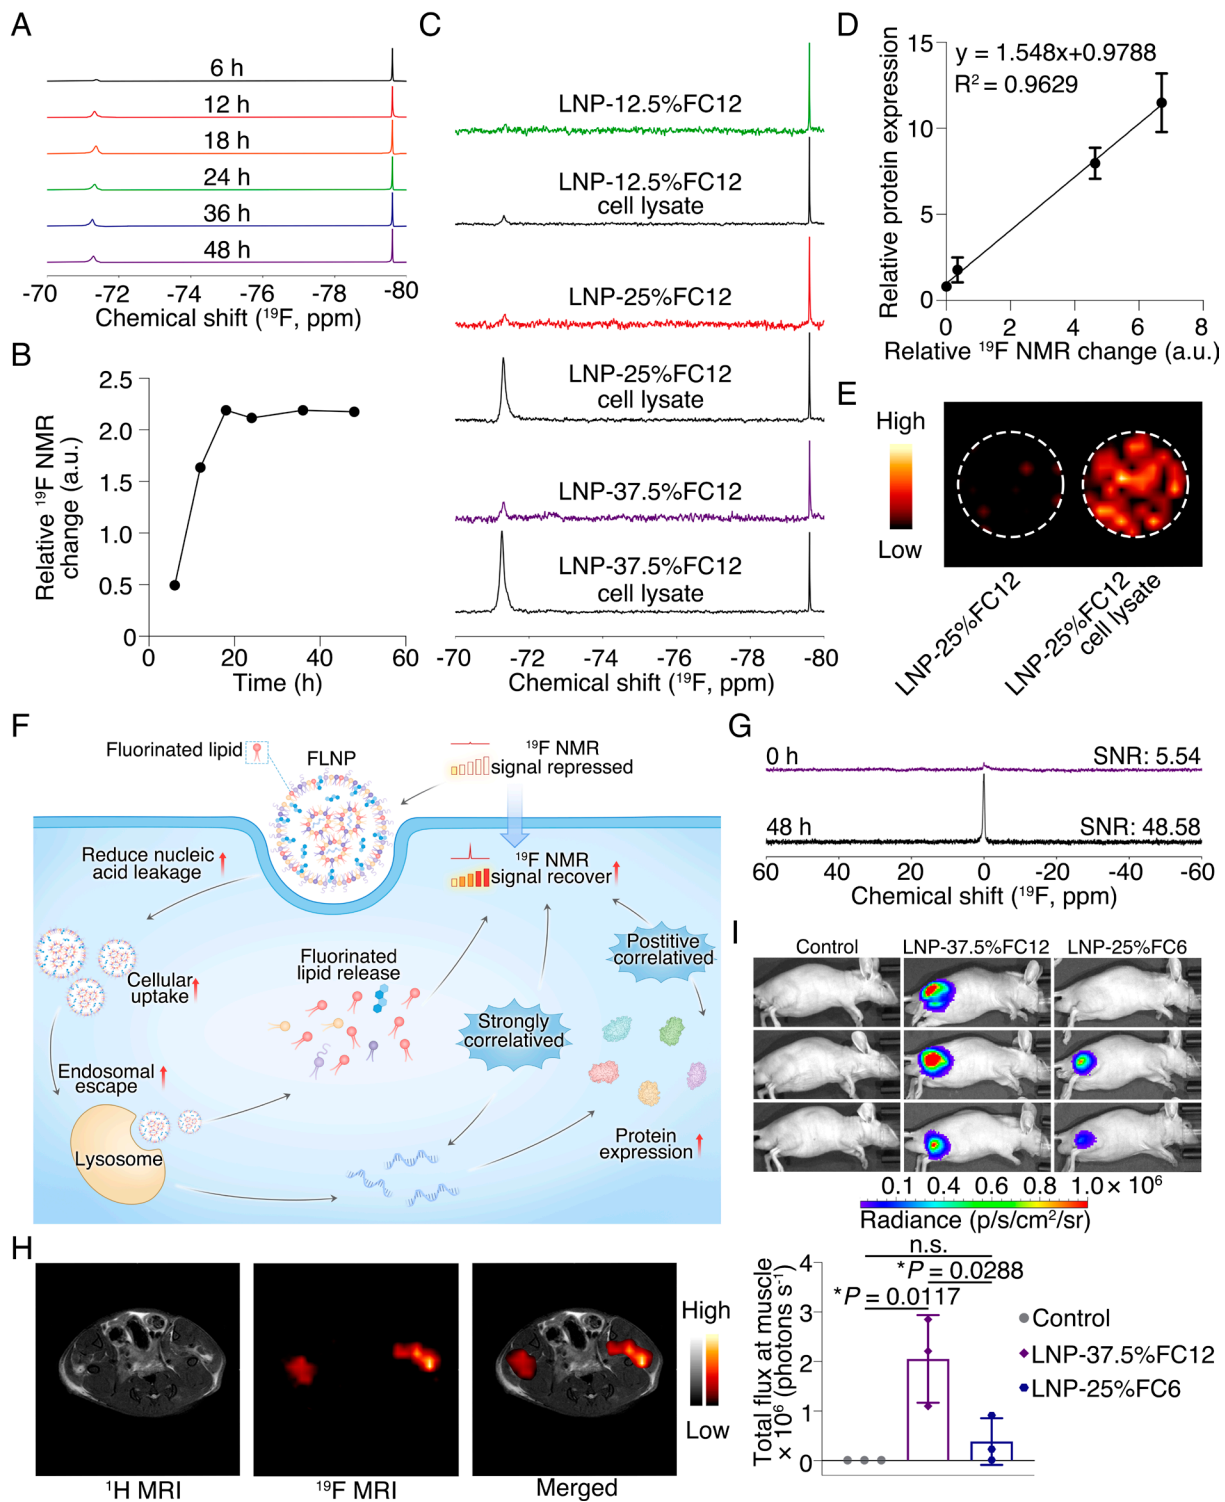 A
6 h
12 h
18 h
24 h
36 h
48 h
-70 -72 -74 -76 -78 -80
Chemical shift (¹⁹F, ppm)
B
2.5
2.0
1.5
1.0
0.5
0
Relative ¹⁹F NMR
change (a.u.)
0 20 40 60
Time (h)
C
LNP-12.5%FC12
LNP-12.5%FC12
cell lysate
LNP-25%FC12
LNP-25%FC12
cell lysate
LNP-37.5%FC12
LNP-37.5%FC12
cell lysate
-70 -72 -74 -76 -78 -80
Chemical shift (¹⁹F, ppm)
D
Relative protein expression
15
10
5
0
y = 1.548x+0.9788
R² = 0.9629
0 2 4 6 8
Relative ¹⁹F NMR change (a.u.)
E
High
Low
LNP-25%FC12
LNP-25%FC12
cell lysate
F
Fluorinated lipid
FLNP
¹⁹F NMR
signal repressed
Reduce nucleic
acid leakage
¹⁹F NMR
signal recover
Cellular
uptake
Fluorinated
lipid release
Postitive
correlatived
Strongly
correlatived
Endosomal
escape
Lysosome
Protein
expression
G
0 h SNR: 5.54
48 h SNR: 48.58
60 40 20 0 -20 -40 -60
Chemical shift (¹⁹F, ppm)
H
¹H MRI
¹⁹F MRI
Merged
High
Low
I
Control LNP-37.5%FC12 LNP-25%FC6
0.1 0.4 0.6 0.8 1.0 × 10⁶
Radiance (p/s/cm²/sr)
Total flux at muscle
× 10⁶ (photons s⁻¹)
4
3
2
1
0
n.s.
*P = 0.0288
*P = 0.0117
Control
LNP-37.5%FC12
LNP-25%FC6